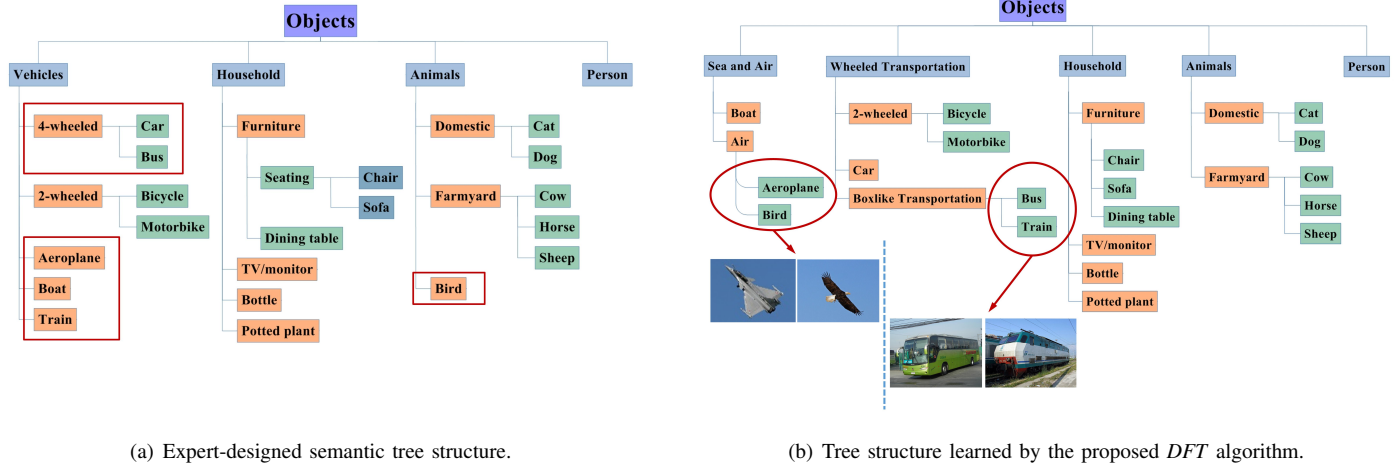 Objects
Vehicles
Household
Animals
Person
4-wheeled
Car
Bus
2-wheeled
Bicycle
Motorbike
Aeroplane
Boat
Train
Furniture
Seating
Chair
Sofa
Dining table
TV/monitor
Bottle
Potted plant
Domestic
Cat
Dog
Farmyard
Cow
Horse
Sheep
Bird
(a) Expert-designed semantic tree structure.
Objects
Sea and Air
Wheeled Transportation
Household
Animals
Person
Boat
Air
Aeroplane
Bird
2-wheeled
Bicycle
Motorbike
Car
Boxlike Transportation
Bus
Train
Furniture
Chair
Sofa
Dining table
TV/monitor
Bottle
Potted plant
Domestic
Cat
Dog
Farmyard
Cow
Horse
Sheep
(b) Tree structure learned by the proposed DFT algorithm.